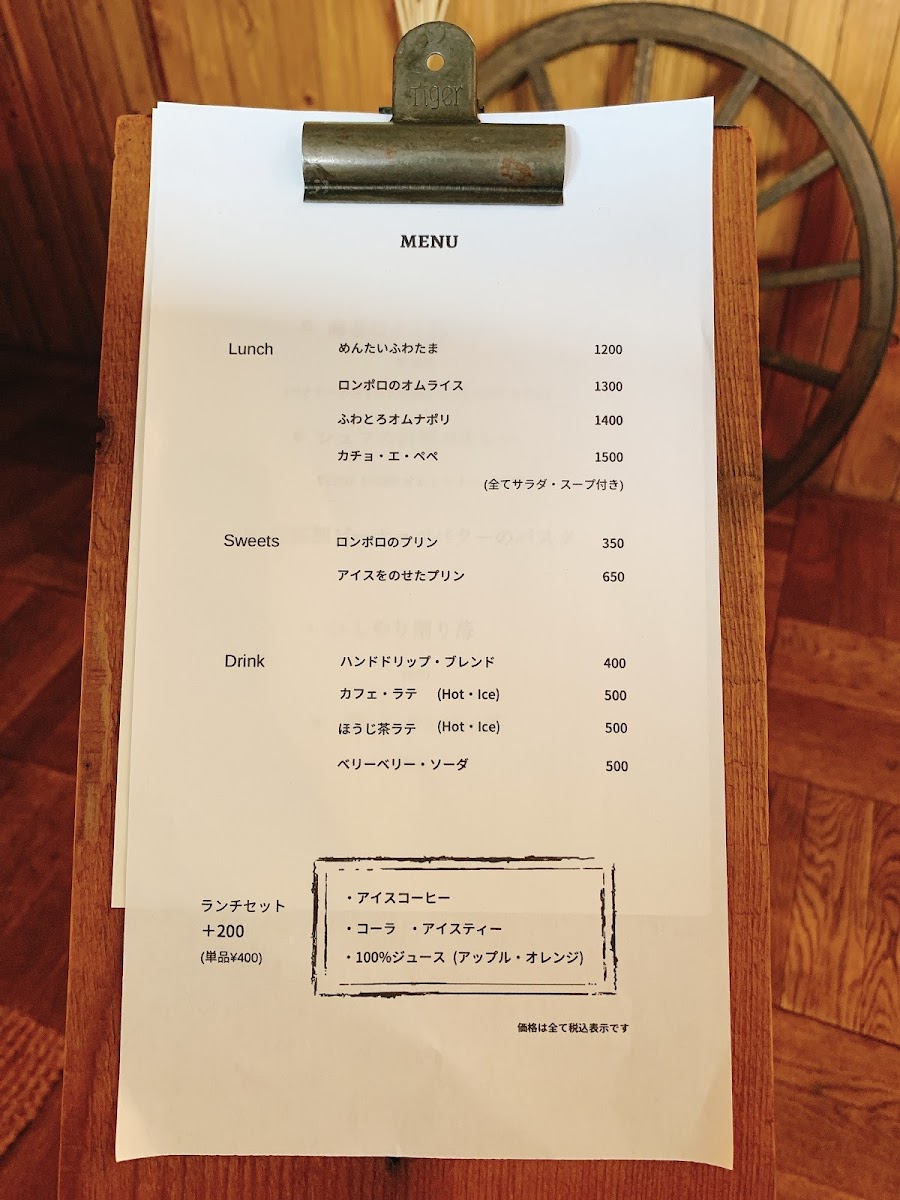 Tiger
MENU
Lunch めんたいふわたま 1200
ロンポロのオムライス 1300
ふわとろオムナポリ 1400
カチョ・エ・ペペ 1500
(全てサラダ・スープ付き)
Sweets ロンポロのプリン 350
アイスをのせたプリン 650
Drink ハンドドリップ・ブレンド 400
カフェ・ラテ (Hot・Ice) 500
ほうじ茶ラテ (Hot・Ice) 500
ベリーベリー・ソーダ 500
ランチセット
＋200
(単品¥400)
・アイスコーヒー
・コーラ ・アイスティー
・100%ジュース (アップル・オレンジ)
価格は全て税込表示です